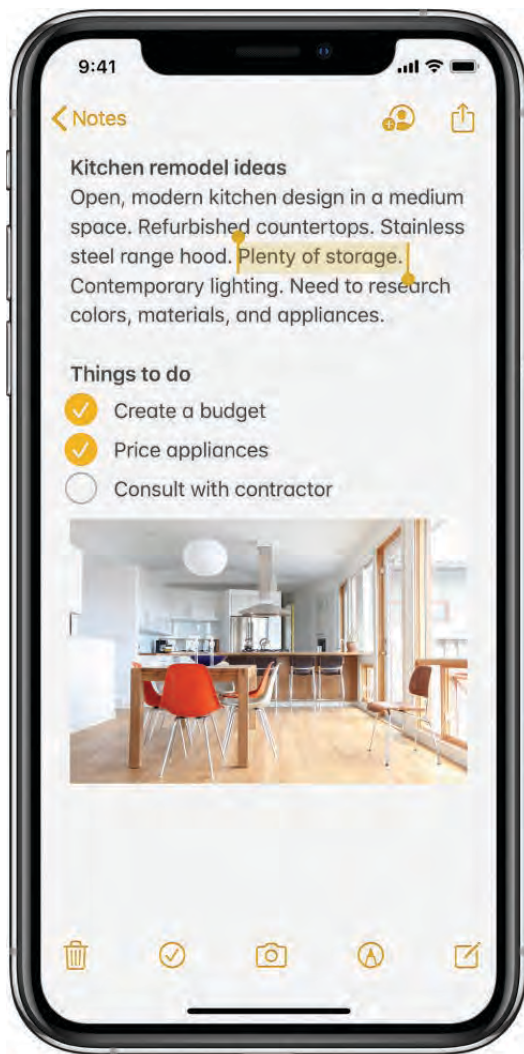 9:41
Notes
Kitchen remodel ideas
Open, modern kitchen design in a medium
space. Refurbished countertops. Stainless
steel range hood. Plenty of storage.
Contemporary lighting. Need to research
colors, materials, and appliances.
Things to do
Create a budget
Price appliances
Consult with contractor